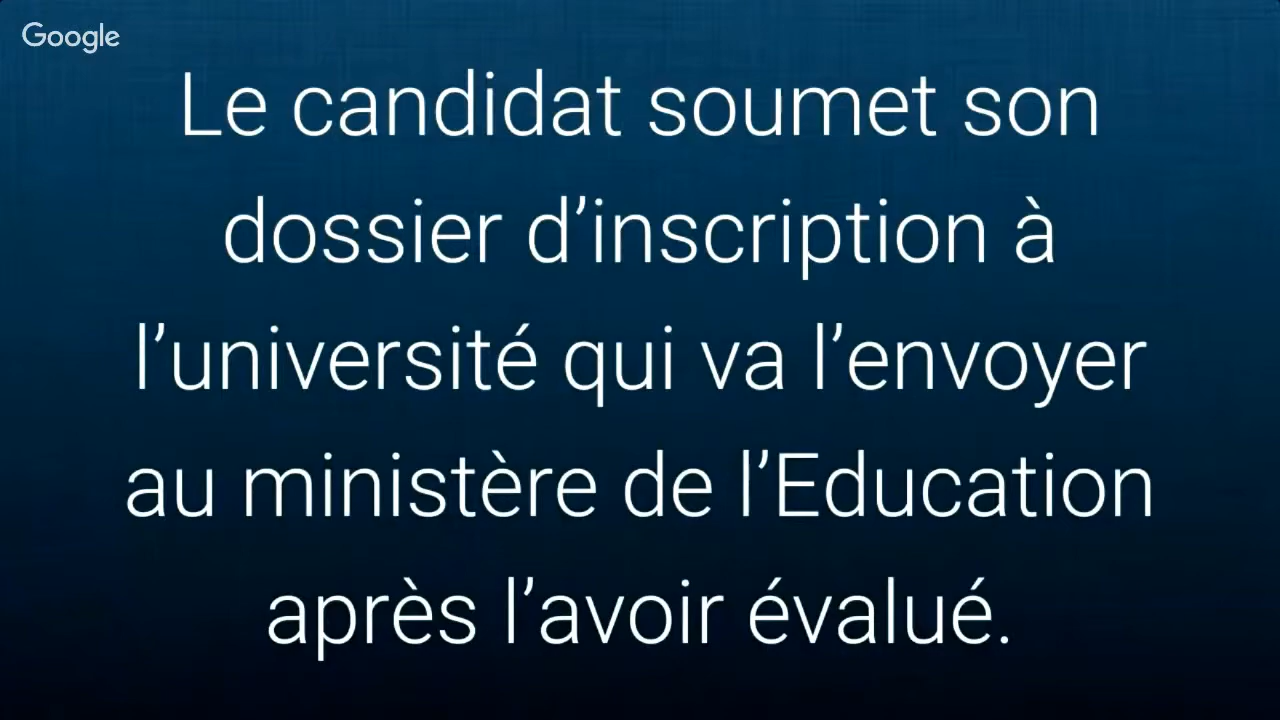 Google
Le candidat soumet son
dossier d’inscription à
l’université qui va l’envoyer
au ministère de l’Education
après l’avoir évalué.